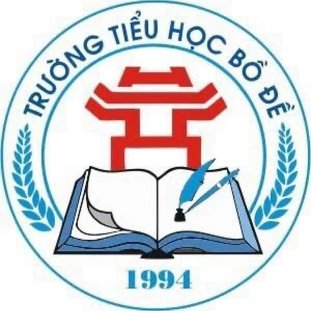 TRƯỜNG TIỂU HỌC BỒ ĐỀ
1994